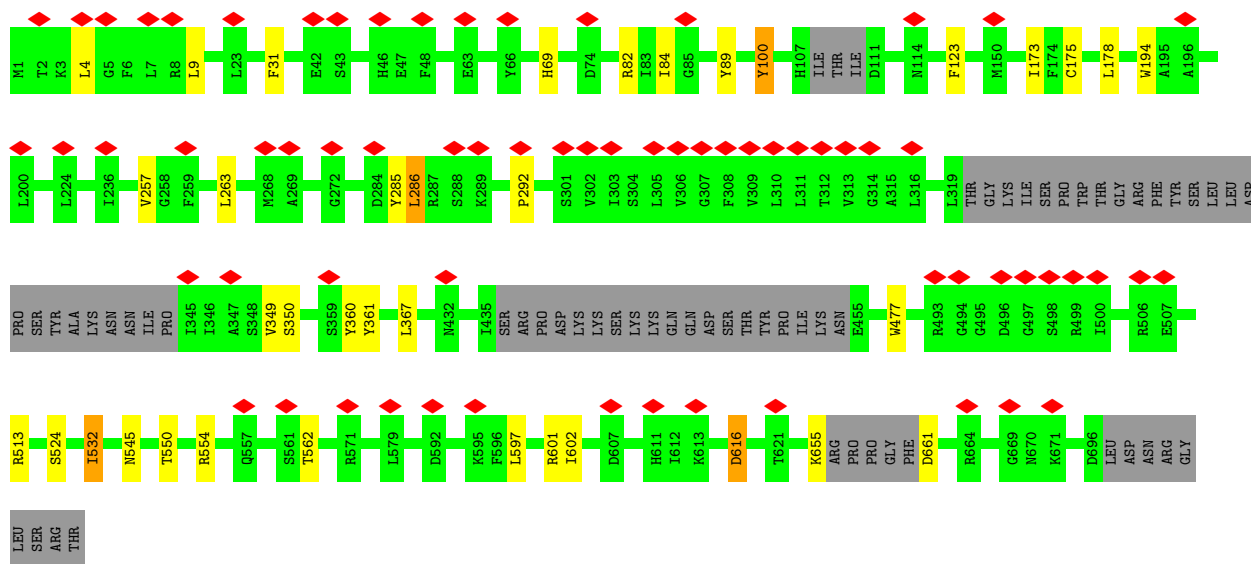 M1 T2 K3 L4 G5 F6 L7 R8 L9 L23 F31 E42 S43 H46 E47 F48 E63 Y66 H69 D74 R82 I83 I84 G85 Y89 Y100 H107 ILE THR ILE D111 N114 F123 M150 I173 F174 C175 L178 W194 A195 A196
L200 L224 I236 V257 G258 F259 L263 M268 A269 G272 D284 Y285 L286 R287 S288 K289 P292 S301 V302 I303 S304 L305 V306 G307 F308 V309 L310 L311 T312 V313 G314 A315 L316 L319 THR GLY LYS ILE SER PRO TRP THR GLY ARG PHE TYR SER LEU LEU ASP
PRO SER TYR ALA LYS ASN ASN ILE PRO I345 I346 A347 S348 V349 S350 S359 Y360 Y361 L367 N432 I435 SER ARG PRO ASP LYS LYS SER LYS LYS GLN GLN ASP SER THR TYR PRO ILE LYS ASN E455 W477 R493 G494 G495 D496 G497 S498 R499 I500 R506 E507
R513 S524 I532 N545 T550 R554 Q557 S561 T562 R571 L579 D592 K595 F596 L597 R601 I602 D607 H611 I612 K613 D616 T621 K655 ARG PRO PRO GLY PHE D661 R664 G669 N670 K671 D696 LEU ASP ASN ARG GLY
LEU SER ARG THR